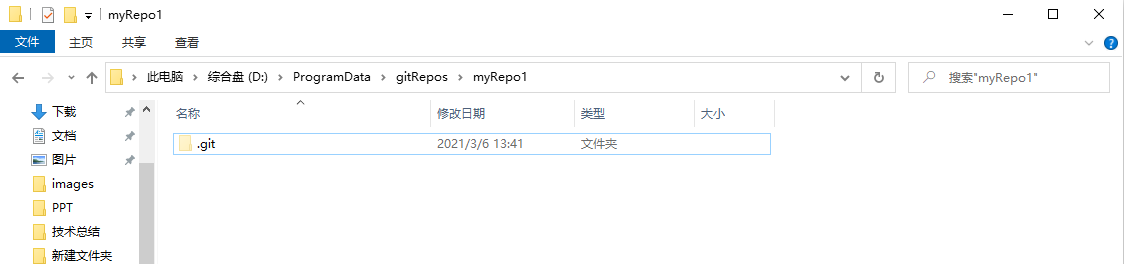 myRepo1
文件 主页 共享 查看
此电脑 综合盘 (D:) ProgramData gitRepos myRepo1 搜索"myRepo1"
名称 修改日期 类型 大小
.git 2021/3/6 13:41 文件夹
下载
文档
图片
images
PPT
技术总结
新建文件夹